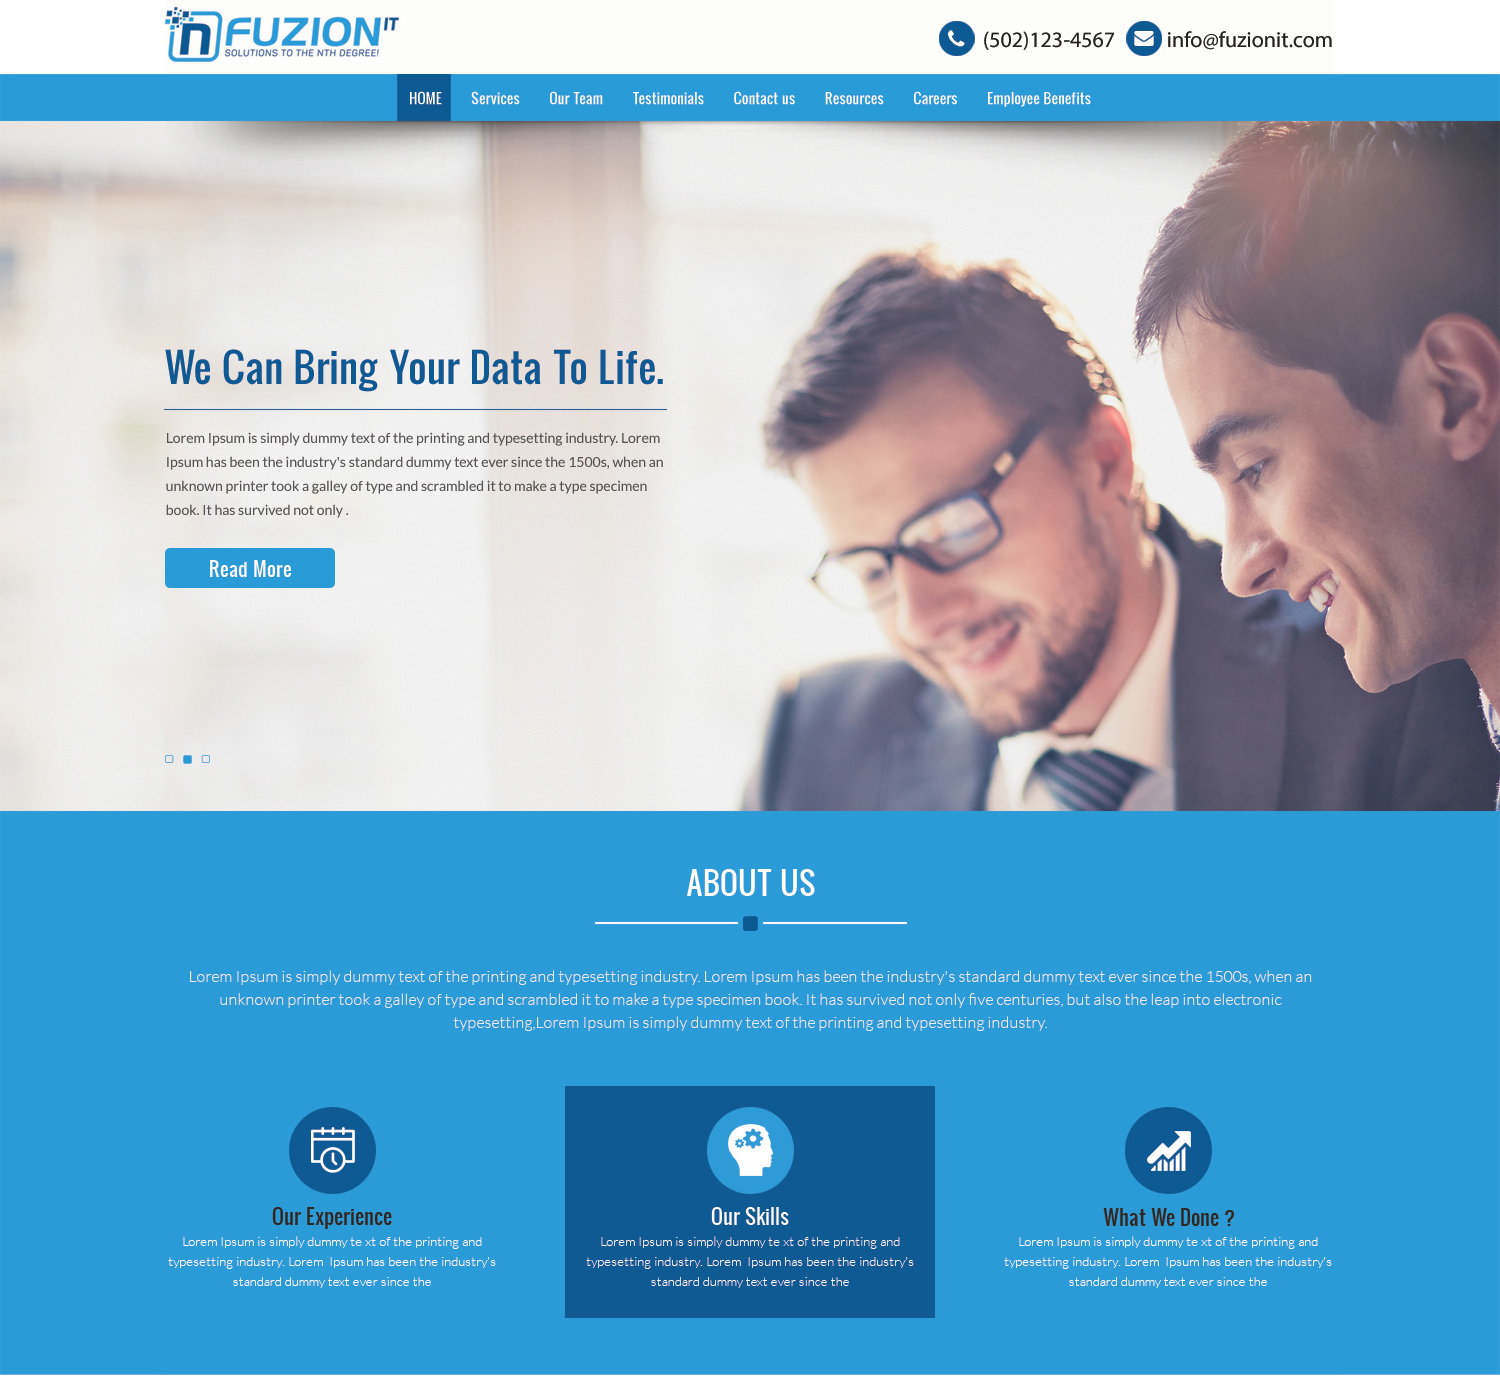 n FUZION IT
SOLUTIONS TO THE NTH DEGREE!
(502)123-4567 info@fuzionit.com
HOME Services Our Team Testimonials Contact us Resources Careers Employee Benefits
We Can Bring Your Data To Life.
Lorem Ipsum is simply dummy text of the printing and typesetting industry. Lorem
Ipsum has been the industry's standard dummy text ever since the 1500s, when an
unknown printer took a galley of type and scrambled it to make a type specimen
book. It has survived not only .
Read More
ABOUT US
Lorem Ipsum is simply dummy text of the printing and typesetting industry. Lorem Ipsum has been the industry's standard dummy text ever since the 1500s, when an
unknown printer took a galley of type and scrambled it to make a type specimen book. It has survived not only five centuries, but also the leap into electronic
typesetting,Lorem Ipsum is simply dummy text of the printing and typesetting industry.
Our Experience
Lorem Ipsum is simply dummy te xt of the printing and
typesetting industry. Lorem  Ipsum has been the industry's
standard dummy text ever since the
Our Skills
Lorem Ipsum is simply dummy te xt of the printing and
typesetting industry. Lorem  Ipsum has been the industry's
standard dummy text ever since the
What We Done ?
Lorem Ipsum is simply dummy te xt of the printing and
typesetting industry. Lorem  Ipsum has been the industry's
standard dummy text ever since the